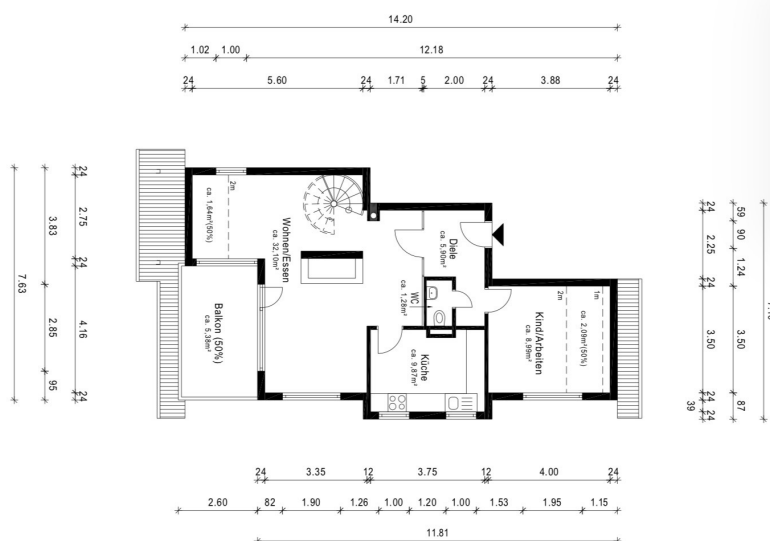 14.20
1.02 1.00 12.18
24 5.60 24 1.71 5 2.00 24 3.88 24
7.63
3.83 2.85 95
24 2.75 24 4.16 24
24 2.25 24 3.50 24 24
39
59 90 1.24 3.50 87
2m
ca. 1,64m²(50%)
Wohnen/Essen
ca. 32,10m²
Balkon (50%)
ca. 5,38m²
Diele
ca. 5,90m²
WC
ca. 1,28m²
Küche
ca. 9,87m²
Kind/Arbeiten
ca. 8,99m²
2m
1m
ca. 2,09m²(50%)
24 3.35 12 3.75 12 4.00 24
2.60 82 1.90 1.26 1.00 1.20 1.00 1.53 1.95 1.15
11.81